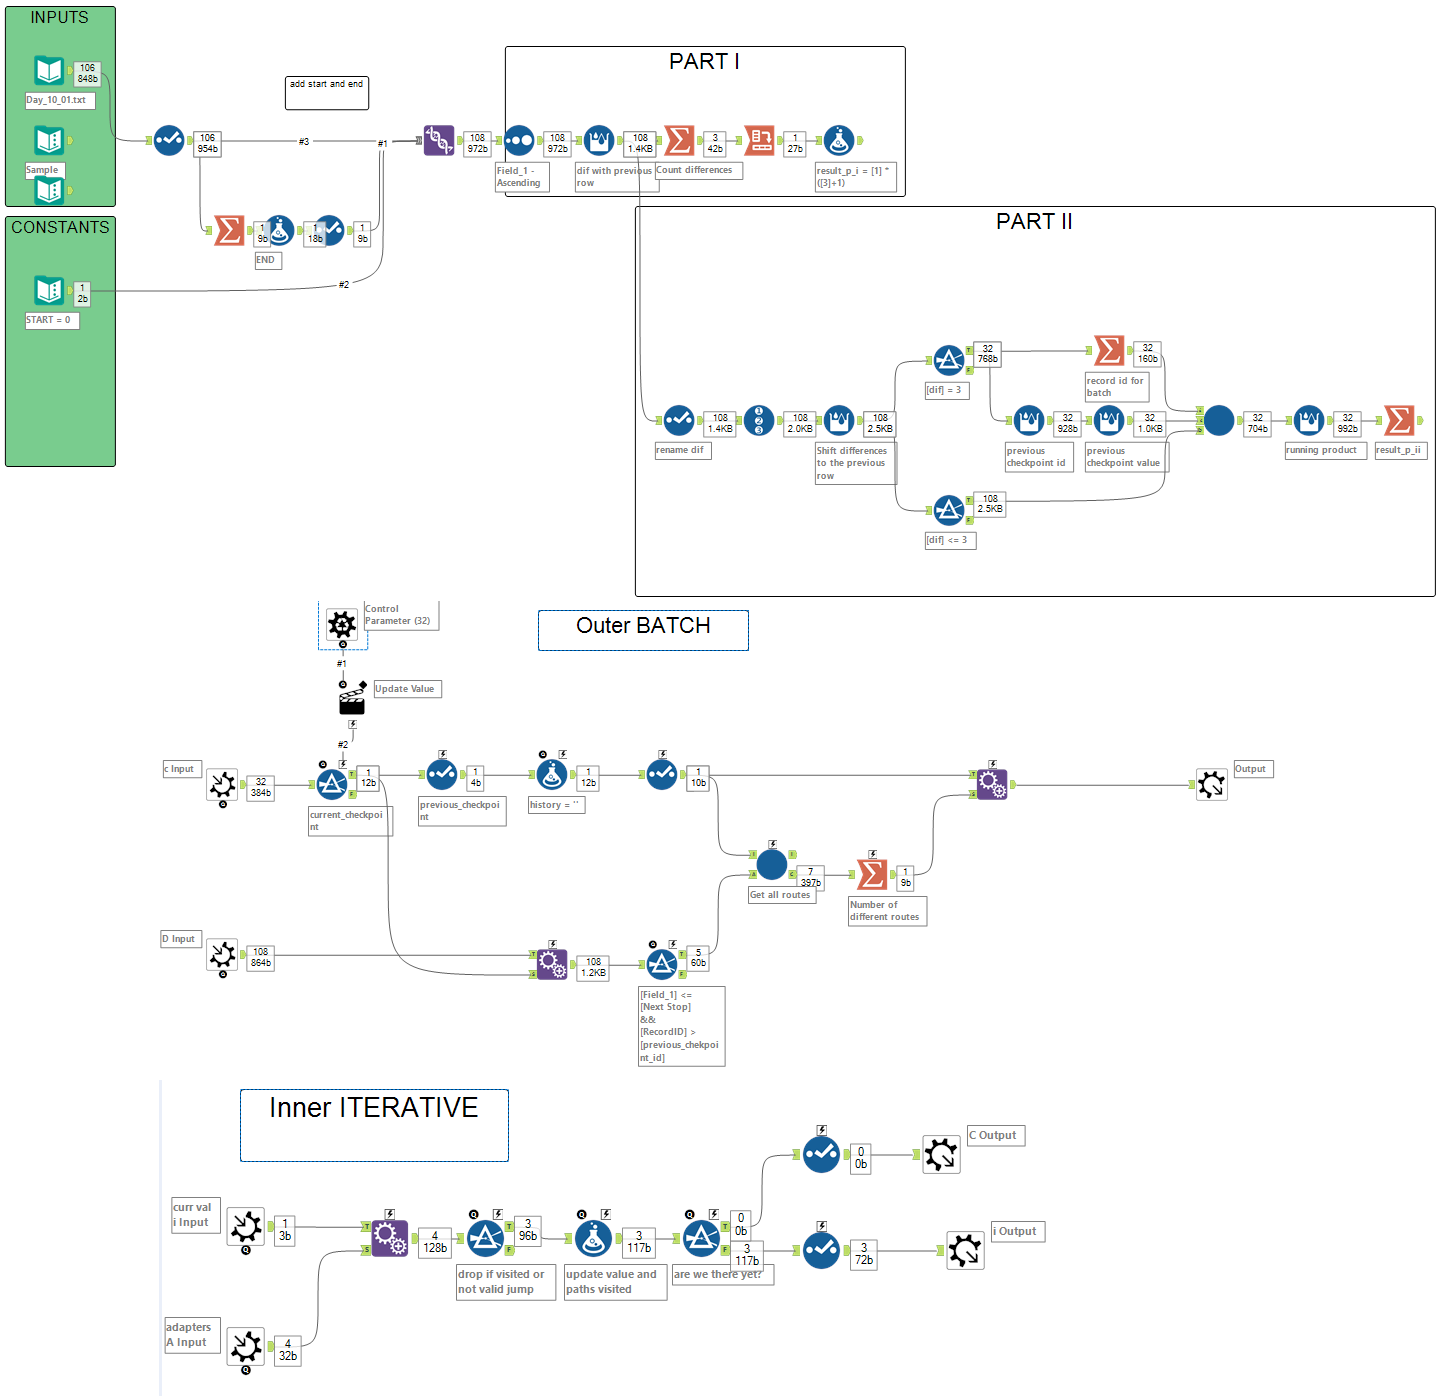 INPUTS
106
848b
Day_10_01.txt
Sample
CONSTANTS
1
2b
START = 0
106
954b
add start and end
#3
#1
#2
1
9b
END
1
18b
1
9b
108
972b
PART I
Field_1 -
Ascending
108
972b
dif with previous
row
108
1.4KB
Count differences
3
42b
1
27b
result_p_i = [1] *
([3]+1)
PART II
rename dif
108
1.4KB
1
2
3
108
2.0KB
Shift differences
to the previous
row
108
2.5KB
[dif] = 3
T
F
32
768b
record id for
batch
32
160b
previous
checkpoint id
32
928b
previous
checkpoint value
32
1.0KB
[dif] <= 3
T
F
108
2.5KB
32
704b
running product
32
992b
result_p_ii
Control
Parameter (32)
Outer BATCH
#1
Update Value
#2
c Input
32
384b
current_checkpoi
nt
T
F
1
12b
1
4b
previous_checkpoi
nt
history = ''
1
12b
1
10b
Output
Get all routes
7
397b
Number of
different routes
1
9b
D Input
108
864b
108
1.2KB
5
60b
[Field_1] <=
[Next Stop]
&&
[RecordID] >
[previous_chekpoi
nt_id]
Inner ITERATIVE
curr val
i Input
1
3b
4
128b
drop if visited or
not valid jump
T
F
3
96b
update value and
paths visited
3
117b
are we there yet?
T
F
0
0b
3
117b
0
0b
C Output
3
72b
i Output
adapters
A Input
4
32b